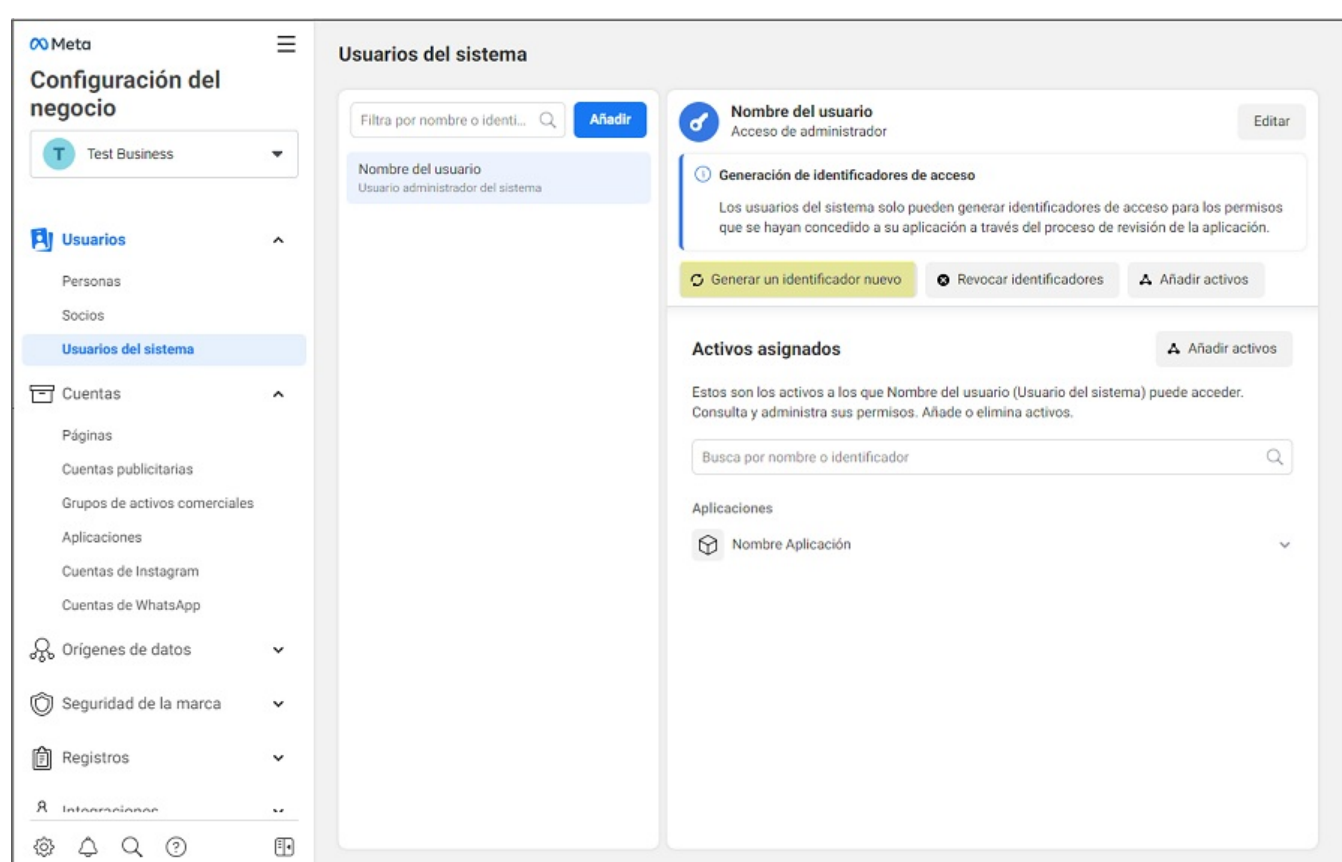 Meta
Configuración del
negocio
T Test Business
Usuarios
Personas
Socios
Usuarios del sistema
Cuentas
Páginas
Cuentas publicitarias
Grupos de activos comerciales
Aplicaciones
Cuentas de Instagram
Cuentas de WhatsApp
Orígenes de datos
Seguridad de la marca
Registros
Integraciones
Usuarios del sistema
Filtra por nombre o identi...
Añadir
Nombre del usuario
Usuario administrador del sistema
Nombre del usuario
Acceso de administrador
Editar
Generación de identificadores de acceso
Los usuarios del sistema solo pueden generar identificadores de acceso para los permisos
que se hayan concedido a su aplicación a través del proceso de revisión de la aplicación.
Generar un identificador nuevo
Revocar identificadores
Añadir activos
Activos asignados
Añadir activos
Estos son los activos a los que Nombre del usuario (Usuario del sistema) puede acceder.
Consulta y administra sus permisos. Añade o elimina activos.
Busca por nombre o identificador
Aplicaciones
Nombre Aplicación